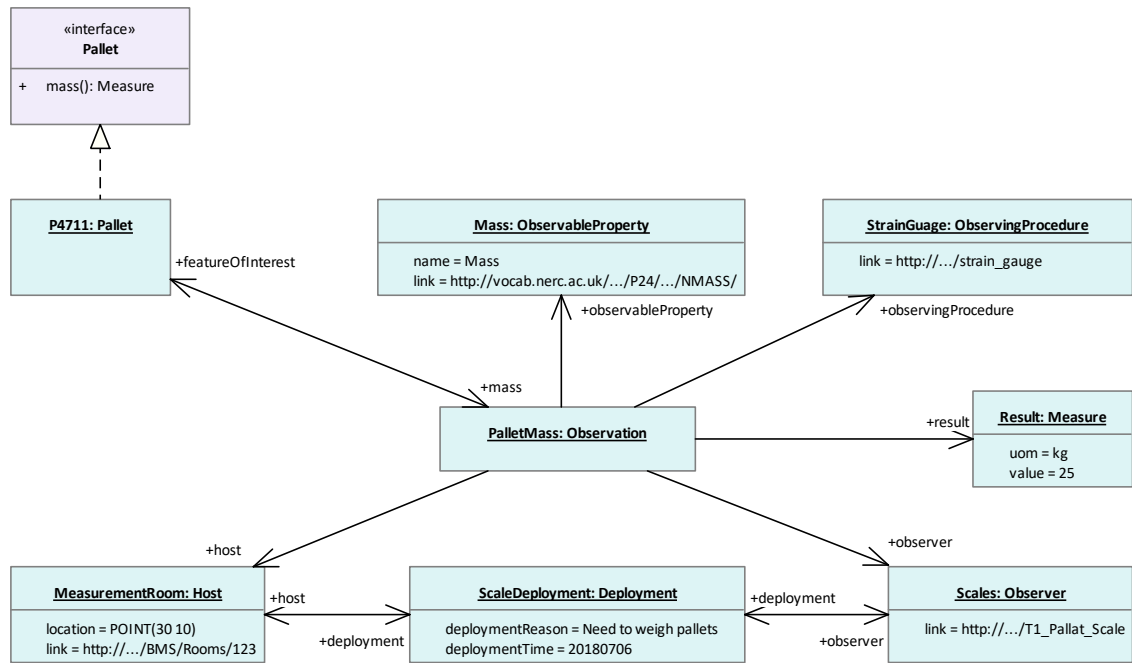 «interface»
Pallet
+ mass(): Measure
P4711: Pallet
+featureOfInterest
Mass: ObservableProperty
name = Mass
link = http://vocab.nerc.ac.uk/.../P24/.../NMASS/
+observableProperty
StrainGuage: ObservingProcedure
link = http://.../strain_gauge
+observingProcedure
+mass
PalletMass: Observation
+result
Result: Measure
uom = kg
value = 25
+host
+observer
MeasurementRoom: Host
location = POINT(30 10)
link = http://.../BMS/Rooms/123
+host
+deployment
ScaleDeployment: Deployment
deploymentReason = Need to weigh pallets
deploymentTime = 20180706
+deployment
+observer
Scales: Observer
link = http://.../T1_Pallat_Scale